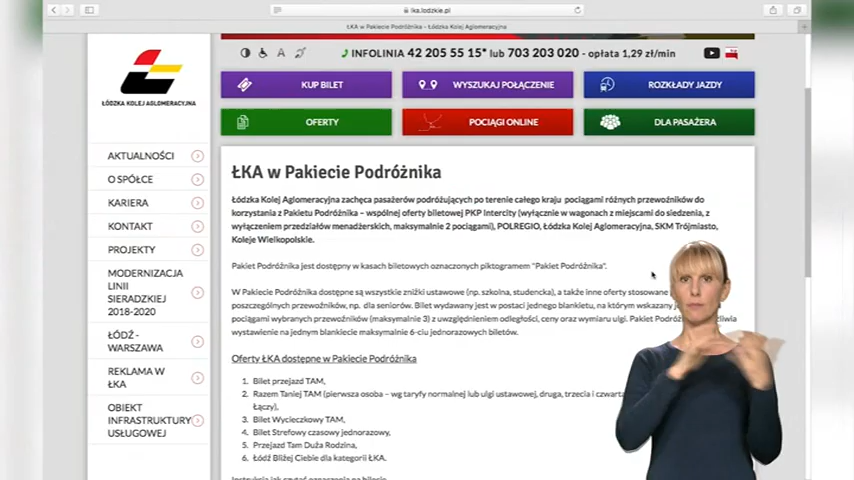 lka.lodzkie.pl
ŁKA w Pakiecie Podróżnika - Łódzka Kolej Aglomeracyjna
A INFOLINIA 42 205 55 15* lub 703 203 020 - opłata 1,29 zł/min
ŁÓDZKA KOLEJ AGLOMERACYJNA
KUP BILET
WYSZUKAJ POŁĄCZENIE
ROZKŁADY JAZDY
OFERTY
POCIĄGI ONLINE
DLA PASAŻERA
AKTUALNOŚCI
O SPÓŁCE
KARIERA
KONTAKT
PROJEKTY
MODERNIZACJA
LINII
SIERADZKIEJ
2018-2020
ŁÓDŹ -
WARSZAWA
REKLAMA W
ŁKA
OBIEKT
INFRASTRUKTURY
USŁUGOWEJ
ŁKA w Pakiecie Podróżnika
Łódzka Kolej Aglomeracyjna zachęca pasażerów podróżujących po terenie całego kraju pociągami różnych przewoźników do
korzystania z Pakietu Podróżnika – wspólnej oferty biletowej PKP Intercity (wyłącznie w wagonach z miejscami do siedzenia, z
wyłączeniem przedziałów menadżerskich, maksymalnie 2 pociągami), POLREGIO, Łódzka Kolej Aglomeracyjna, SKM Trójmiasto,
Koleje Wielkopolskie.
Pakiet Podróżnika jest dostępny w kasach biletowych oznaczonych piktogramem "Pakiet Podróżnika".
W Pakiecie Podróżnika dostępne są wszystkie zniżki ustawowe (np. szkolna, studencka), a także inne oferty stosowane
poszczególnych przewoźników, np. dla seniorów. Bilet wydawany jest w postaci jednego blankietu, na którym wskazany
pociągami wybranych przewoźników (maksymalnie 3) z uwzględnieniem odległości, ceny oraz wymiaru ulgi. Pakiet
wystawienie na jednym blankiecie maksymalnie 6-ciu jednorazowych biletów.
Oferty ŁKA dostępne w Pakiecie Podróżnika
1. Bilet przejazd TAM,
2. Razem Taniej TAM (pierwsza osoba – wg taryfy normalnej lub ulgi ustawowej, druga, trzecia i
Łączy),
3. Bilet Wycieczkowy TAM,
4. Bilet Strefowy czasowy jednorazowy,
5. Przejazd Tam Duża Rodzina,
6. Łódź Bliżej Ciebie dla kategorii ŁKA.